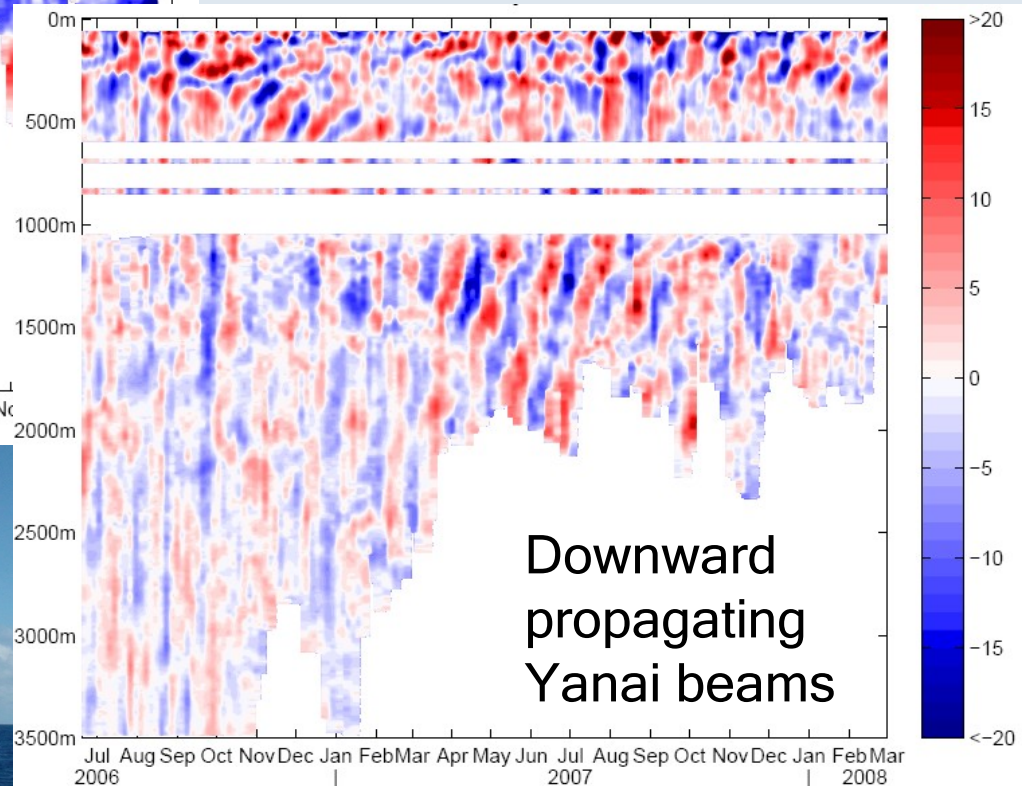 0m
500m
1000m
1500m
2000m
2500m
3000m
3500m
Jul Aug Sep Oct Nov Dec Jan Feb Mar Apr May Jun Jul Aug Sep Oct Nov Dec Jan Feb Mar
2006 | 2007 | 2008
>20
15
10
5
0
−5
−10
−15
<−20
Downward
propagating
Yanai beams